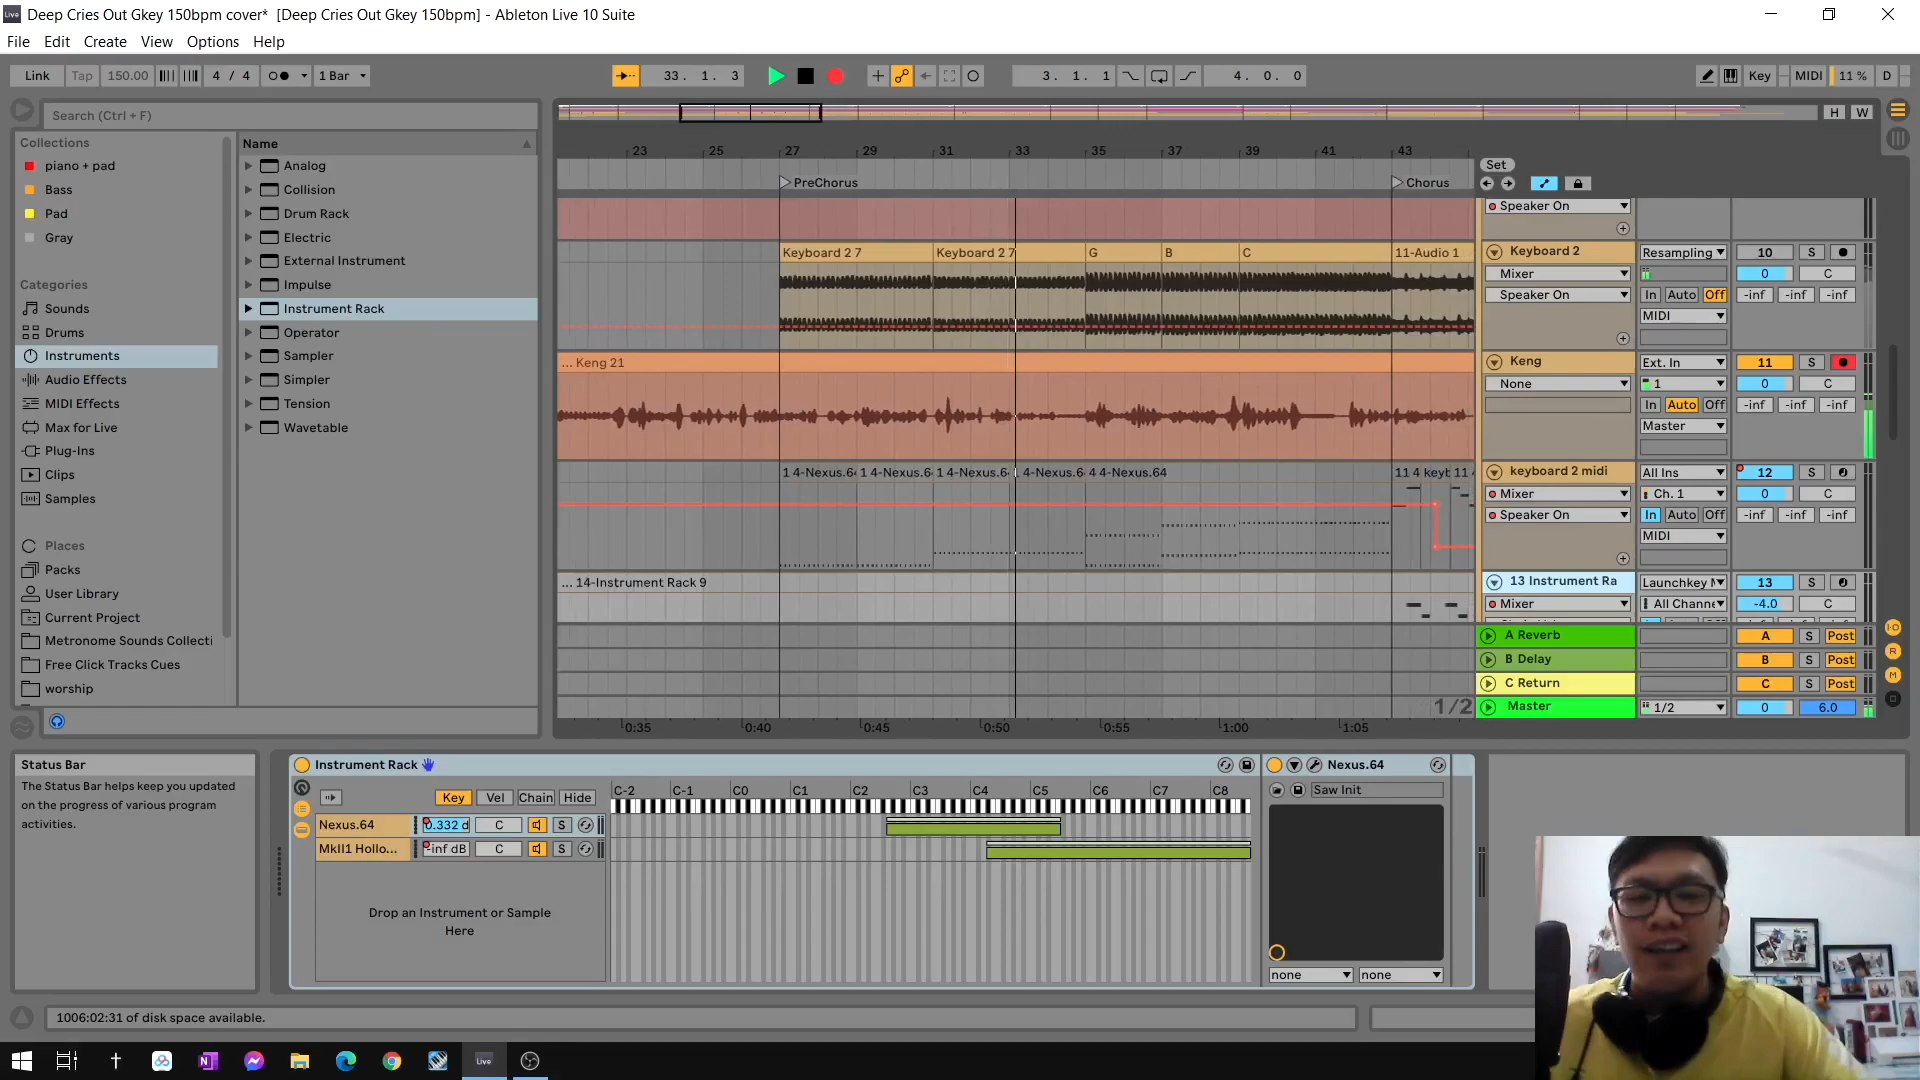 Live
Deep Cries Out Gkey 150bpm cover*  [Deep Cries Out Gkey 150bpm] - Ableton Live 10 Suite
File Edit Create View Options Help
Link Tap 150.00 4 / 4 1 Bar 33. 1. 3 3. 1. 1 4. 0. 0 Key MIDI 11 % D
Search (Ctrl + F)
H W
Collections
piano + pad
Bass
Pad
Gray
Categories
Sounds
Drums
Instruments
Audio Effects
MIDI Effects
Max for Live
Plug-Ins
Clips
Samples
Places
Packs
User Library
Current Project
Metronome Sounds Collecti
Free Click Tracks Cues
worship
Name
Analog
Collision
Drum Rack
Electric
External Instrument
Impulse
Instrument Rack
Operator
Sampler
Simpler
Tension
Wavetable
23 25 27 29 31 33 35 37 39 41 43
Set
PreChorus Chorus
Speaker On
Keyboard 2 7 Keyboard 2 7 G B C 11-Audio 1
Keyboard 2 Resampling 10 S
Mixer 0 C
Speaker On In Auto Off -inf -inf -inf
MIDI
... Keng 21
Keng Ext. In 11 S
None 1 0 C
In Auto Off -inf -inf -inf
Master
1 4-Nexus.64 1 4-Nexus.64 1 4-Nexus.6 4-Nexus.6 4 4-Nexus.64 11 4 keyb 11 4
keyboard 2 midi All Ins 12 S
Mixer Ch. 1 0 C
Speaker On In Auto Off -inf -inf -inf
MIDI
... 14-Instrument Rack 9
13 Instrument Ra Launchkey M 13 S
Mixer All Channe -4.0 C
A Reverb A S Post
B Delay B S Post
C Return C S Post
1/2 Master 1/2 0 6.0
0:35 0:40 0:45 0:50 0:55 1:00 1:05
I·O
R
M
D
Status Bar
The Status Bar helps keep you updated
on the progress of various program
activities.
Instrument Rack
Key Vel Chain Hide
C-2 C-1 C0 C1 C2 C3 C4 C5 C6 C7 C8
Nexus.64 0.332 d C S
MkII1 Hollo... -inf dB C S
Drop an Instrument or Sample
Here
Nexus.64
Saw Init
none none
1006:02:31 of disk space available.
Live